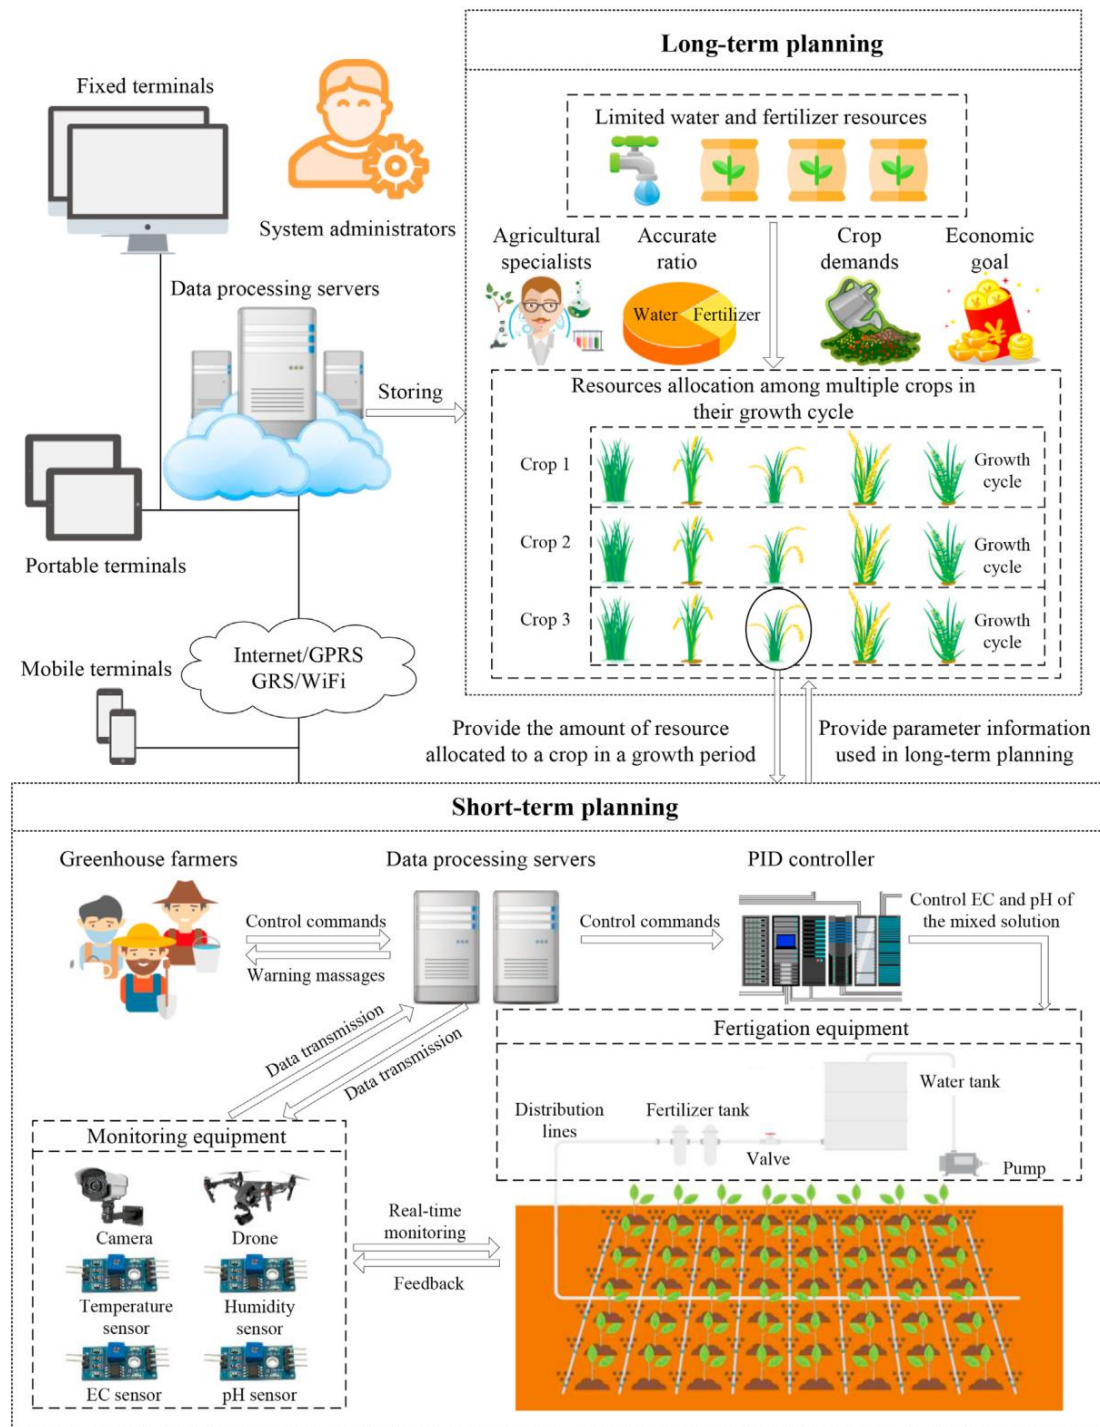 Long-term planning
Fixed terminals
Limited water and fertilizer resources
System administrators
Agricultural
specialists
Accurate
ratio
Crop
demands
Economic
goal
Water
Fertilizer
Data processing servers
Storing
Resources allocation among multiple crops in
their growth cycle
Crop 1
Growth
cycle
Crop 2
Growth
cycle
Crop 3
Growth
cycle
Portable terminals
Internet/GPRS
GRS/WiFi
Mobile terminals
Provide the amount of resource
allocated to a crop in a growth period
Provide parameter information
used in long-term planning
Short-term planning
Greenhouse farmers
Data processing servers
PID controller
Control commands
Warning massages
Control commands
Control EC and pH of
the mixed solution
Data transmission
Data transmission
Fertigation equipment
Water tank
Distribution
lines
Fertilizer tank
Valve
Pump
Monitoring equipment
Camera
Drone
Temperature
sensor
Humidity
sensor
EC sensor
pH sensor
Real-time
monitoring
Feedback